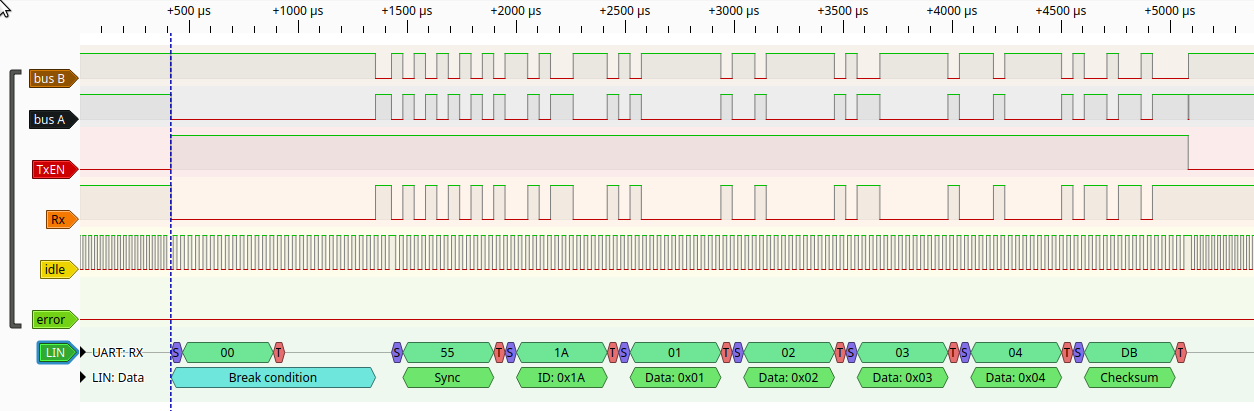 +500 µs +1000 µs +1500 µs +2000 µs +2500 µs +3000 µs +3500 µs +4000 µs +4500 µs +5000 µs
bus B
bus A
TxEN
Rx
idle
error
LIN UART: RX S 00 T S 55 T S 1A T S 01 T S 02 T S 03 T S 04 T S DB T
LIN: Data Break condition Sync ID: 0x1A Data: 0x01 Data: 0x02 Data: 0x03 Data: 0x04 Checksum